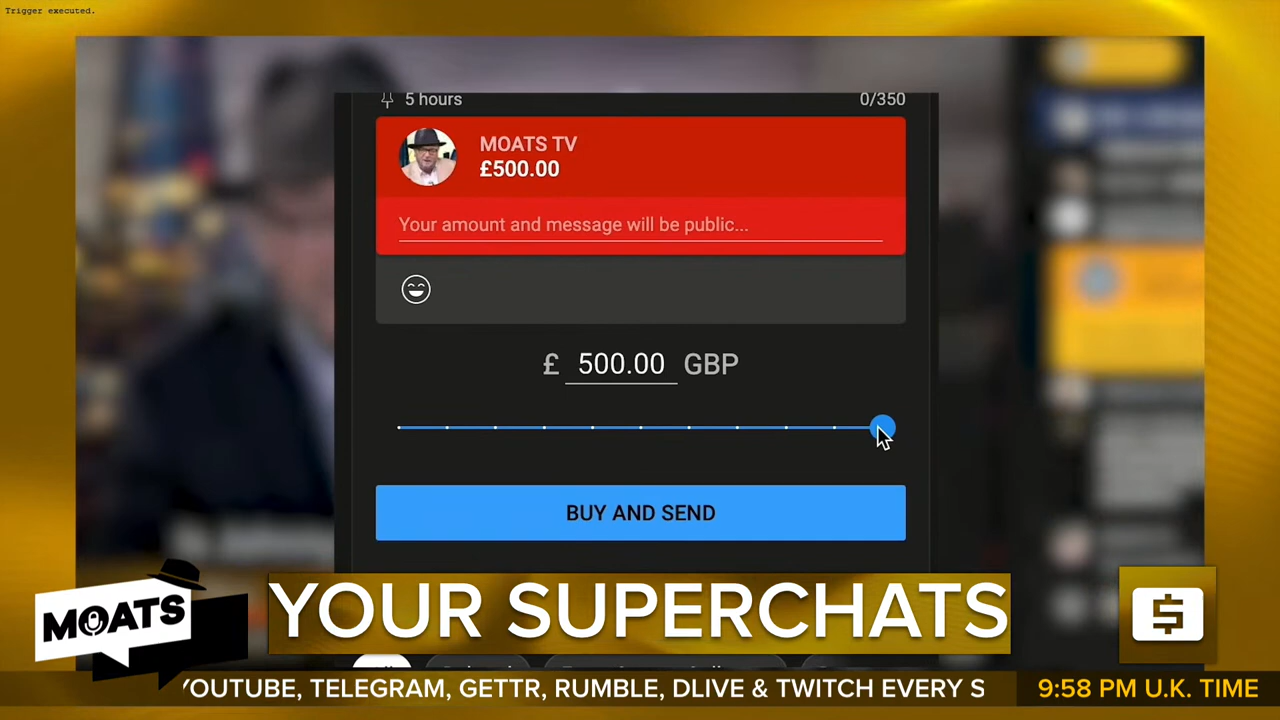 Trigger executed.
5 hours
0/350
MOATS TV
£500.00
Your amount and message will be public...
£ 500.00 GBP
BUY AND SEND
YOUR SUPERCHATS
MOATS
YOUTUBE, TELEGRAM, GETTR, RUMBLE, DLIVE & TWITCH EVERY S
9:58 PM U.K. TIME